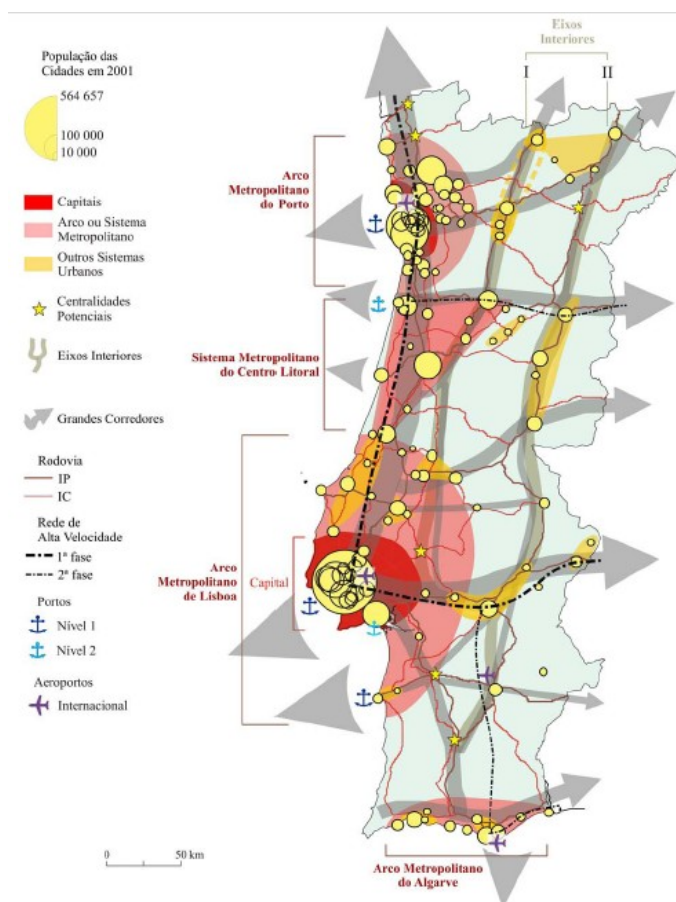 População das
Cidades em 2001
564 657
100 000
10 000
Capitais
Arco ou Sistema
Metropolitano
Outros Sistemas
Urbanos
Centralidades
Potenciais
Eixos Interiores
Grandes Corredores
Rodovia
IP
IC
Rede de
Alta Velocidade
1ª fase
2ª fase
Portos
Nível 1
Nível 2
Aeroportos
Internacional
0 50 km
Eixos
Interiores
I II
Arco
Metropolitano
do Porto
Sistema Metropolitano
do Centro Litoral
Arco
Metropolitano
de Lisboa
Capital
Arco Metropolitano
do Algarve